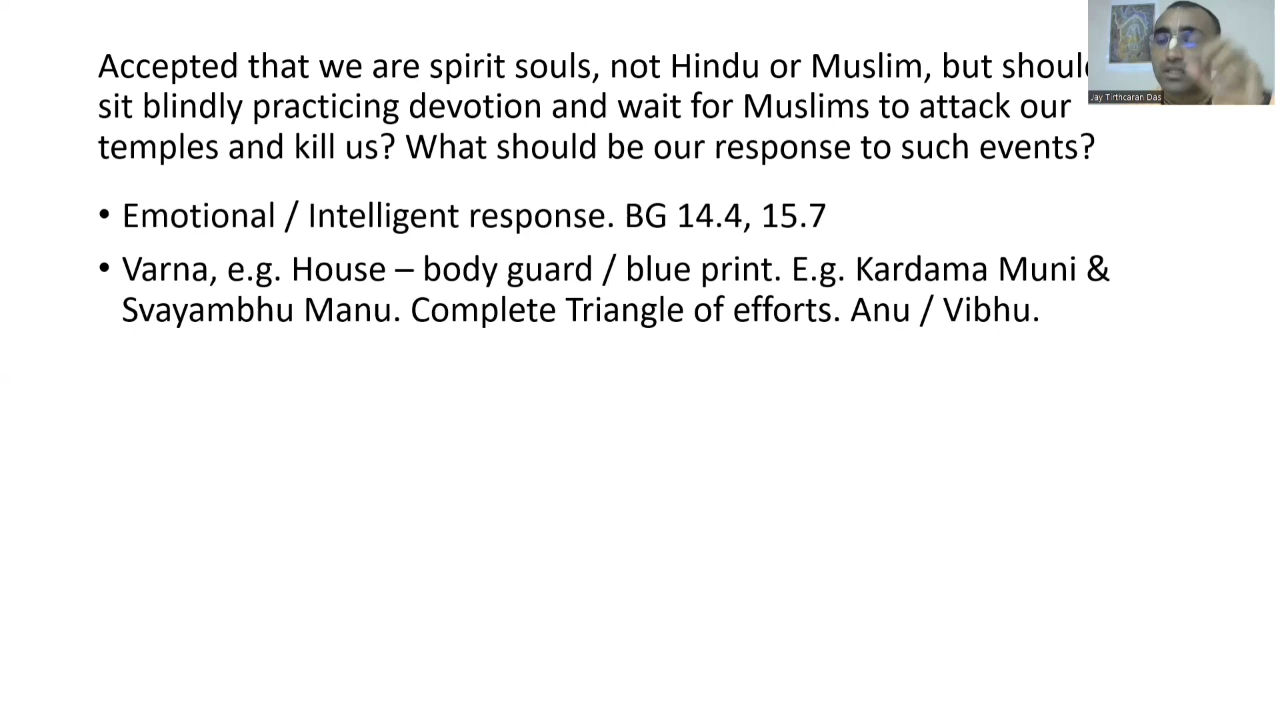 Accepted that we are spirit souls, not Hindu or Muslim, but
sit blindly practicing devotion and wait for Muslims to attack our
temples and kill us? What should be our response to such events?
• Emotional / Intelligent response. BG 14.4, 15.7
• Varna, e.g. House – body guard / blue print. E.g. Kardama Muni &
Svayambhu Manu. Complete Triangle of efforts. Anu / Vibhu.
Jay Tirthcaran Das